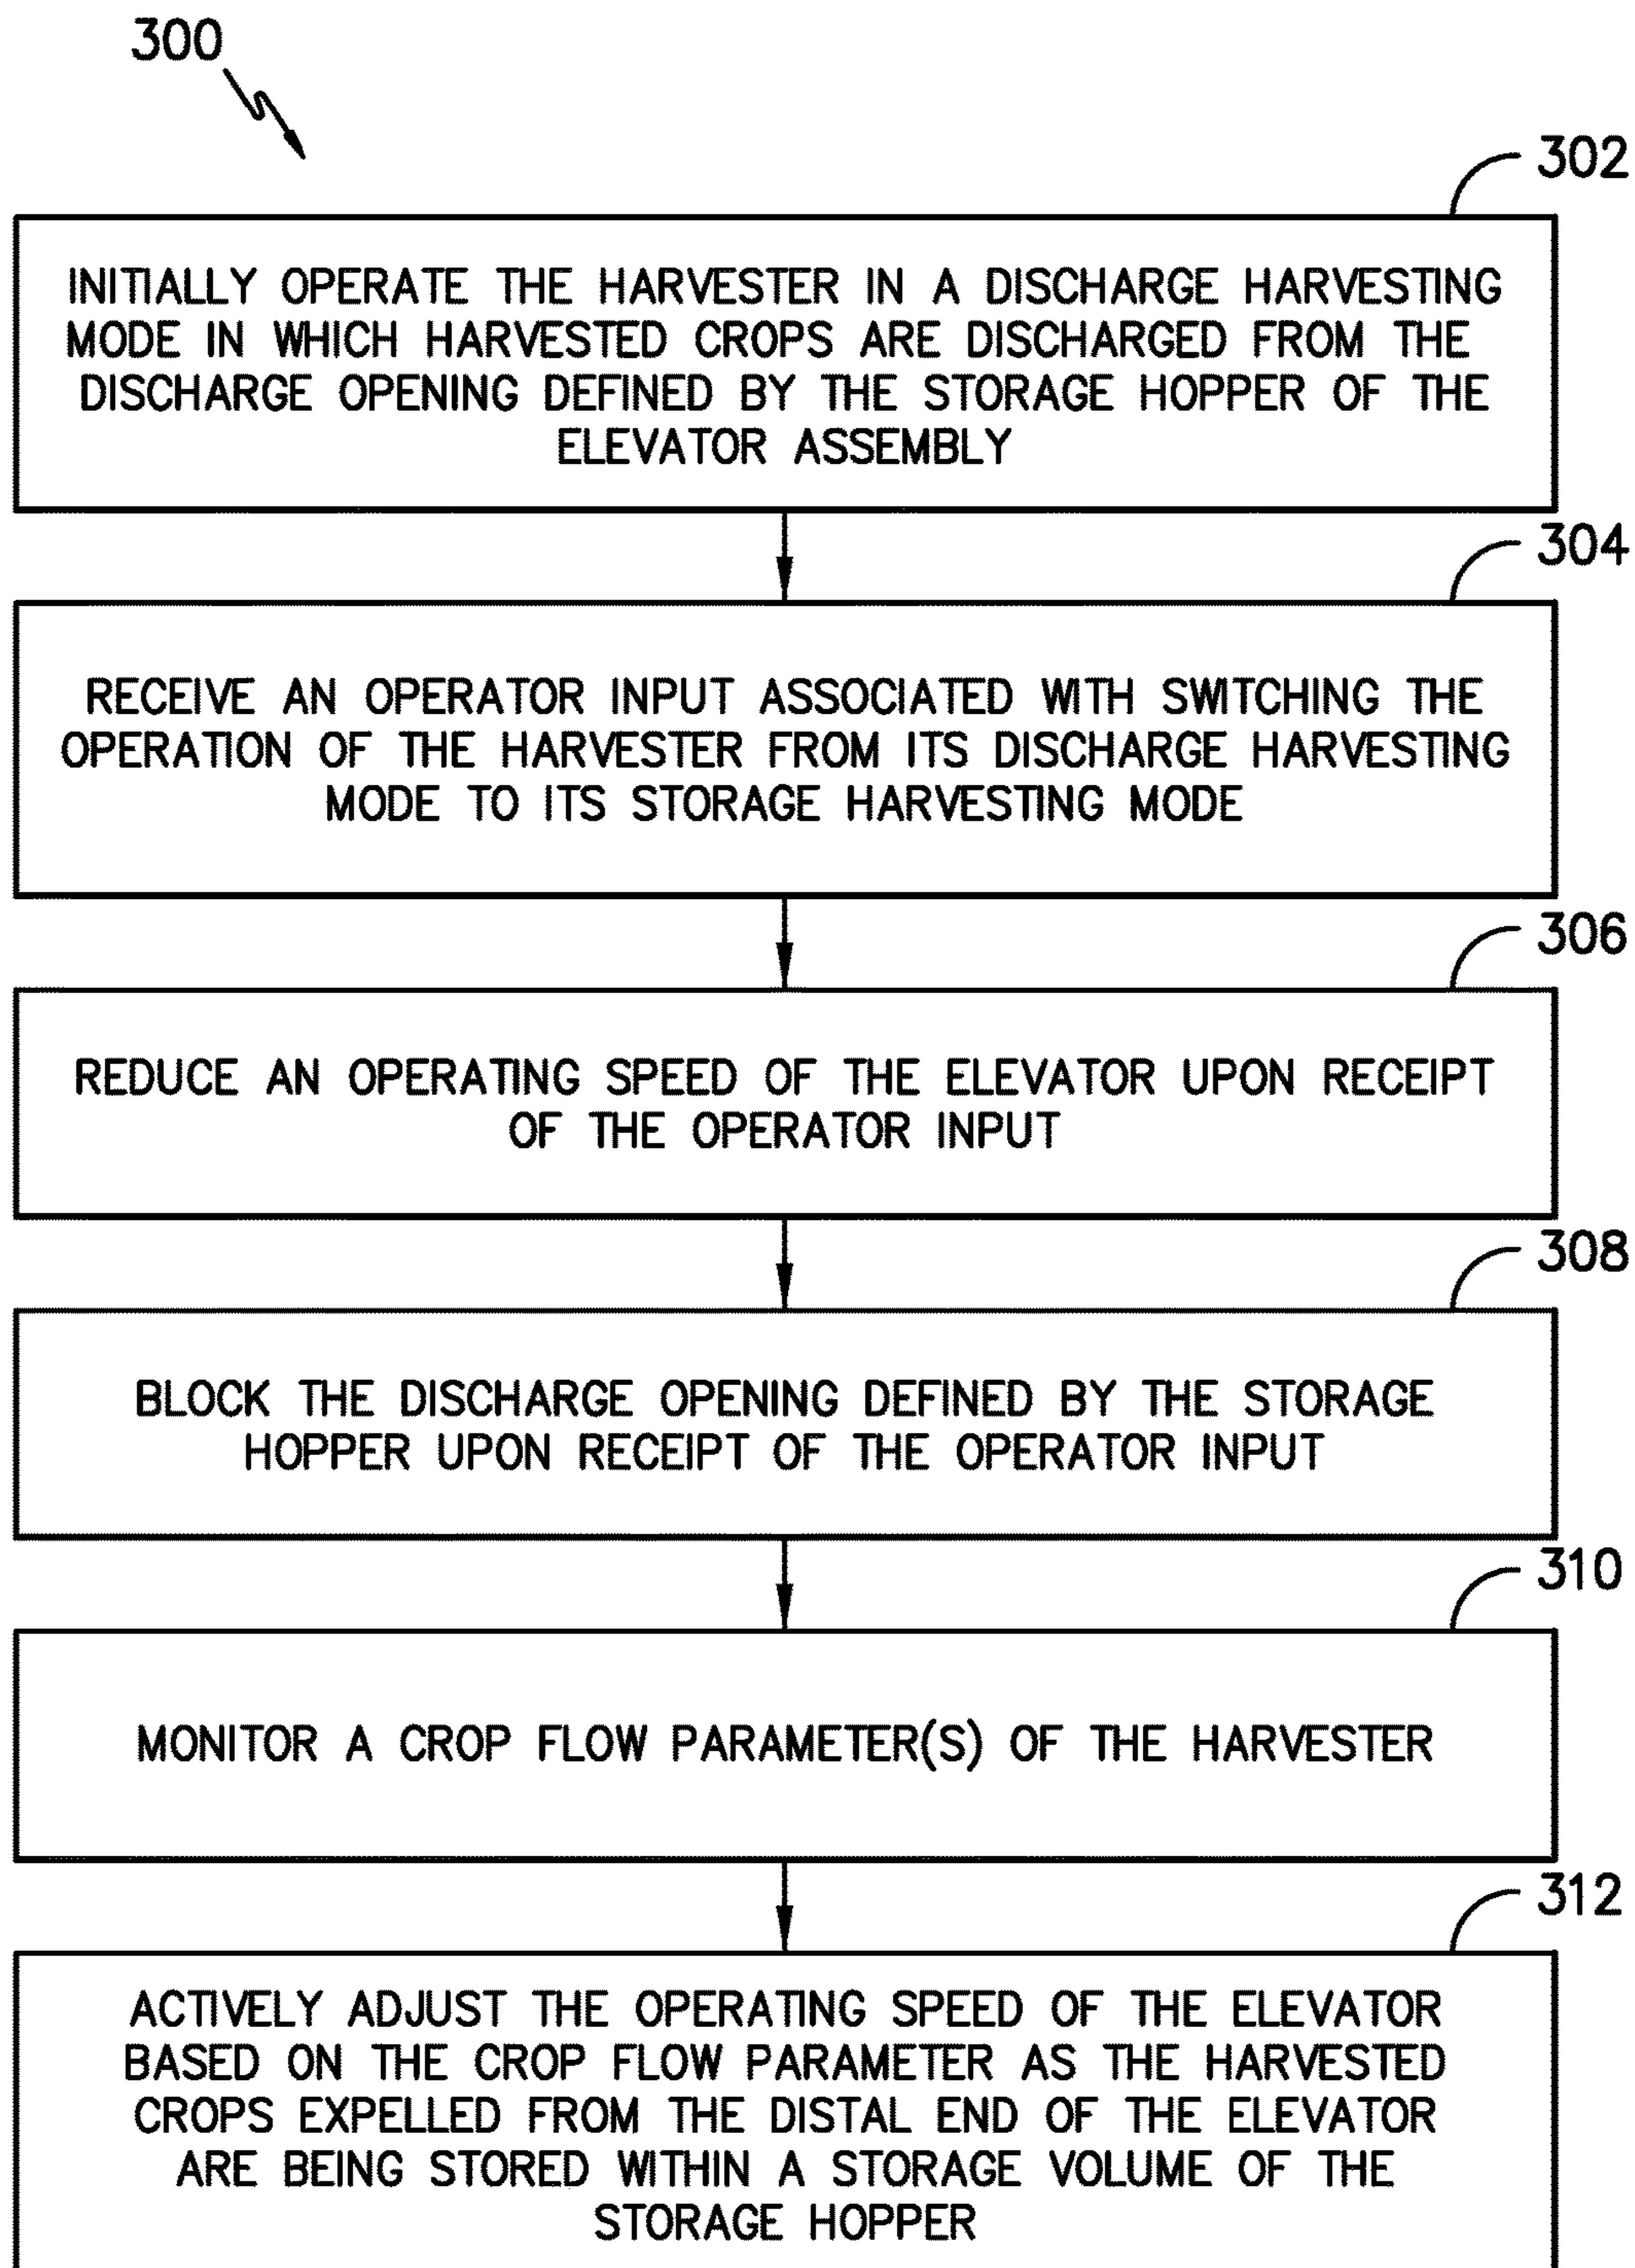 300
302
INITIALLY OPERATE THE HARVESTER IN A DISCHARGE HARVESTING
MODE IN WHICH HARVESTED CROPS ARE DISCHARGED FROM THE
DISCHARGE OPENING DEFINED BY THE STORAGE HOPPER OF THE
ELEVATOR ASSEMBLY
304
RECEIVE AN OPERATOR INPUT ASSOCIATED WITH SWITCHING THE
OPERATION OF THE HARVESTER FROM ITS DISCHARGE HARVESTING
MODE TO ITS STORAGE HARVESTING MODE
306
REDUCE AN OPERATING SPEED OF THE ELEVATOR UPON RECEIPT
OF THE OPERATOR INPUT
308
BLOCK THE DISCHARGE OPENING DEFINED BY THE STORAGE
HOPPER UPON RECEIPT OF THE OPERATOR INPUT
310
MONITOR A CROP FLOW PARAMETER(S) OF THE HARVESTER
312
ACTIVELY ADJUST THE OPERATING SPEED OF THE ELEVATOR
BASED ON THE CROP FLOW PARAMETER AS THE HARVESTED
CROPS EXPELLED FROM THE DISTAL END OF THE ELEVATOR
ARE BEING STORED WITHIN A STORAGE VOLUME OF THE
STORAGE HOPPER